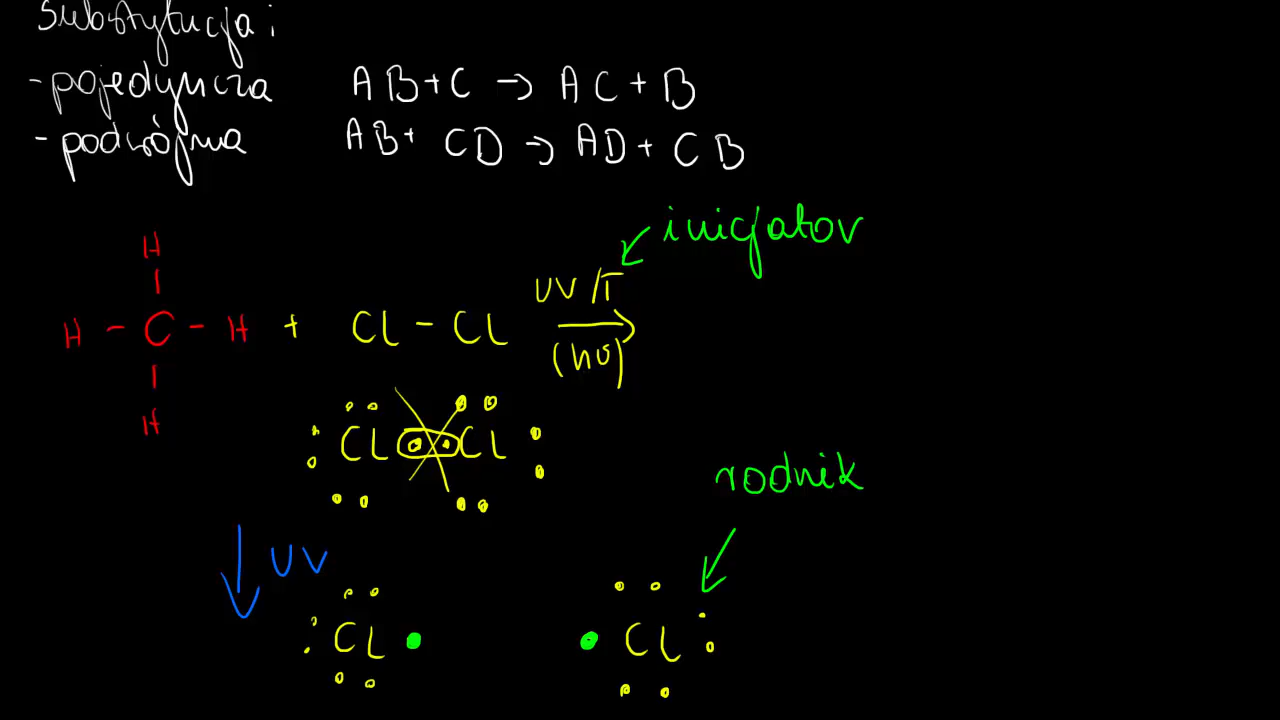 Substytucja:
- pojedyncza AB + C → AC + B
- podwójna AB + CD → AD + CB
inicjator
H
UV/T
H - C - H + Cl - Cl →
(hν)
H
Cl Cl
rodnik
UV
Cl Cl